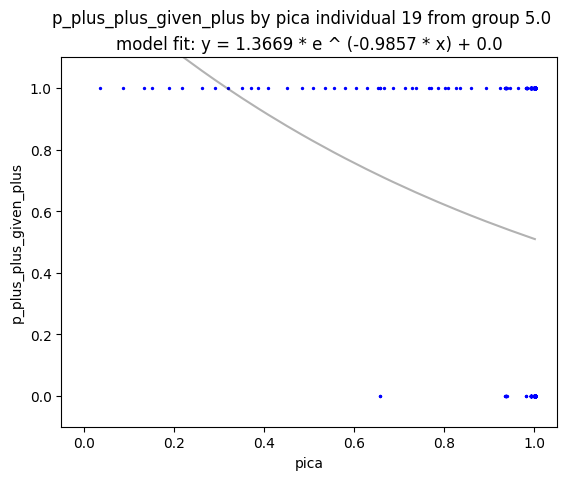 p_plus_plus_given_plus by pica individual 19 from group 5.0
model fit: y = 1.3669 * e ^ (-0.9857 * x) + 0.0
1.0
0.8
0.6
0.4
0.2
0.0
p_plus_plus_given_plus
0.0 0.2 0.4 0.6 0.8 1.0
pica